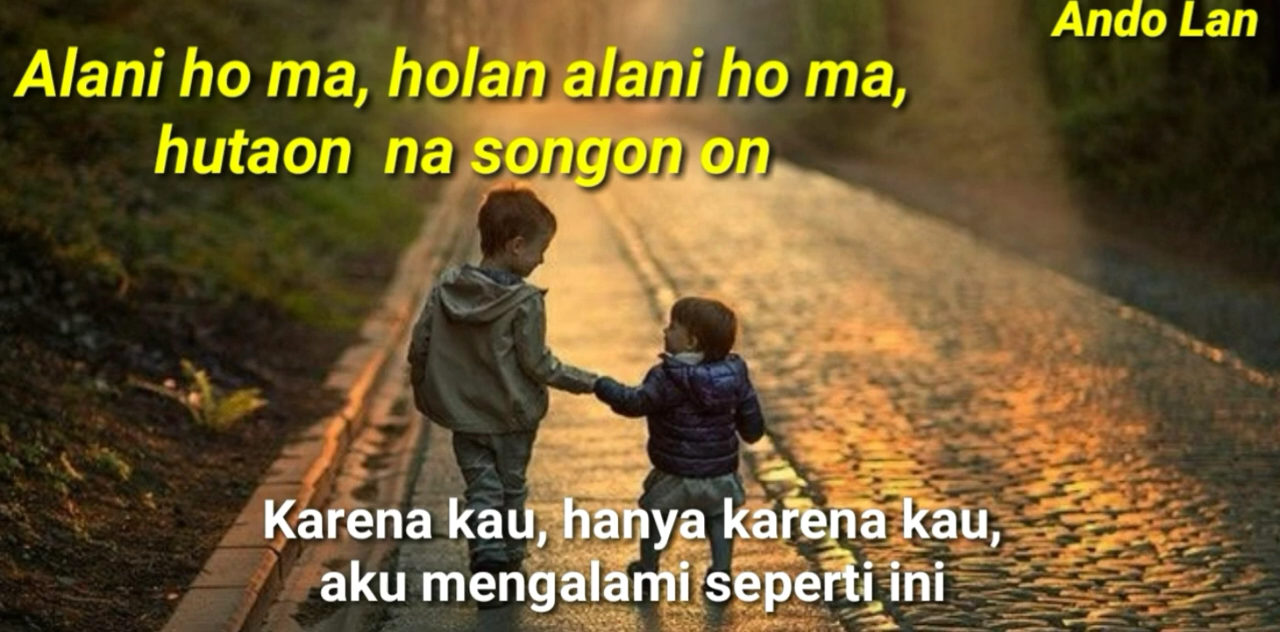 Ando Lan
Alani ho ma, holan alani ho ma,
hutaon na songon on
Karena kau, hanya karena kau,
aku mengalami seperti ini